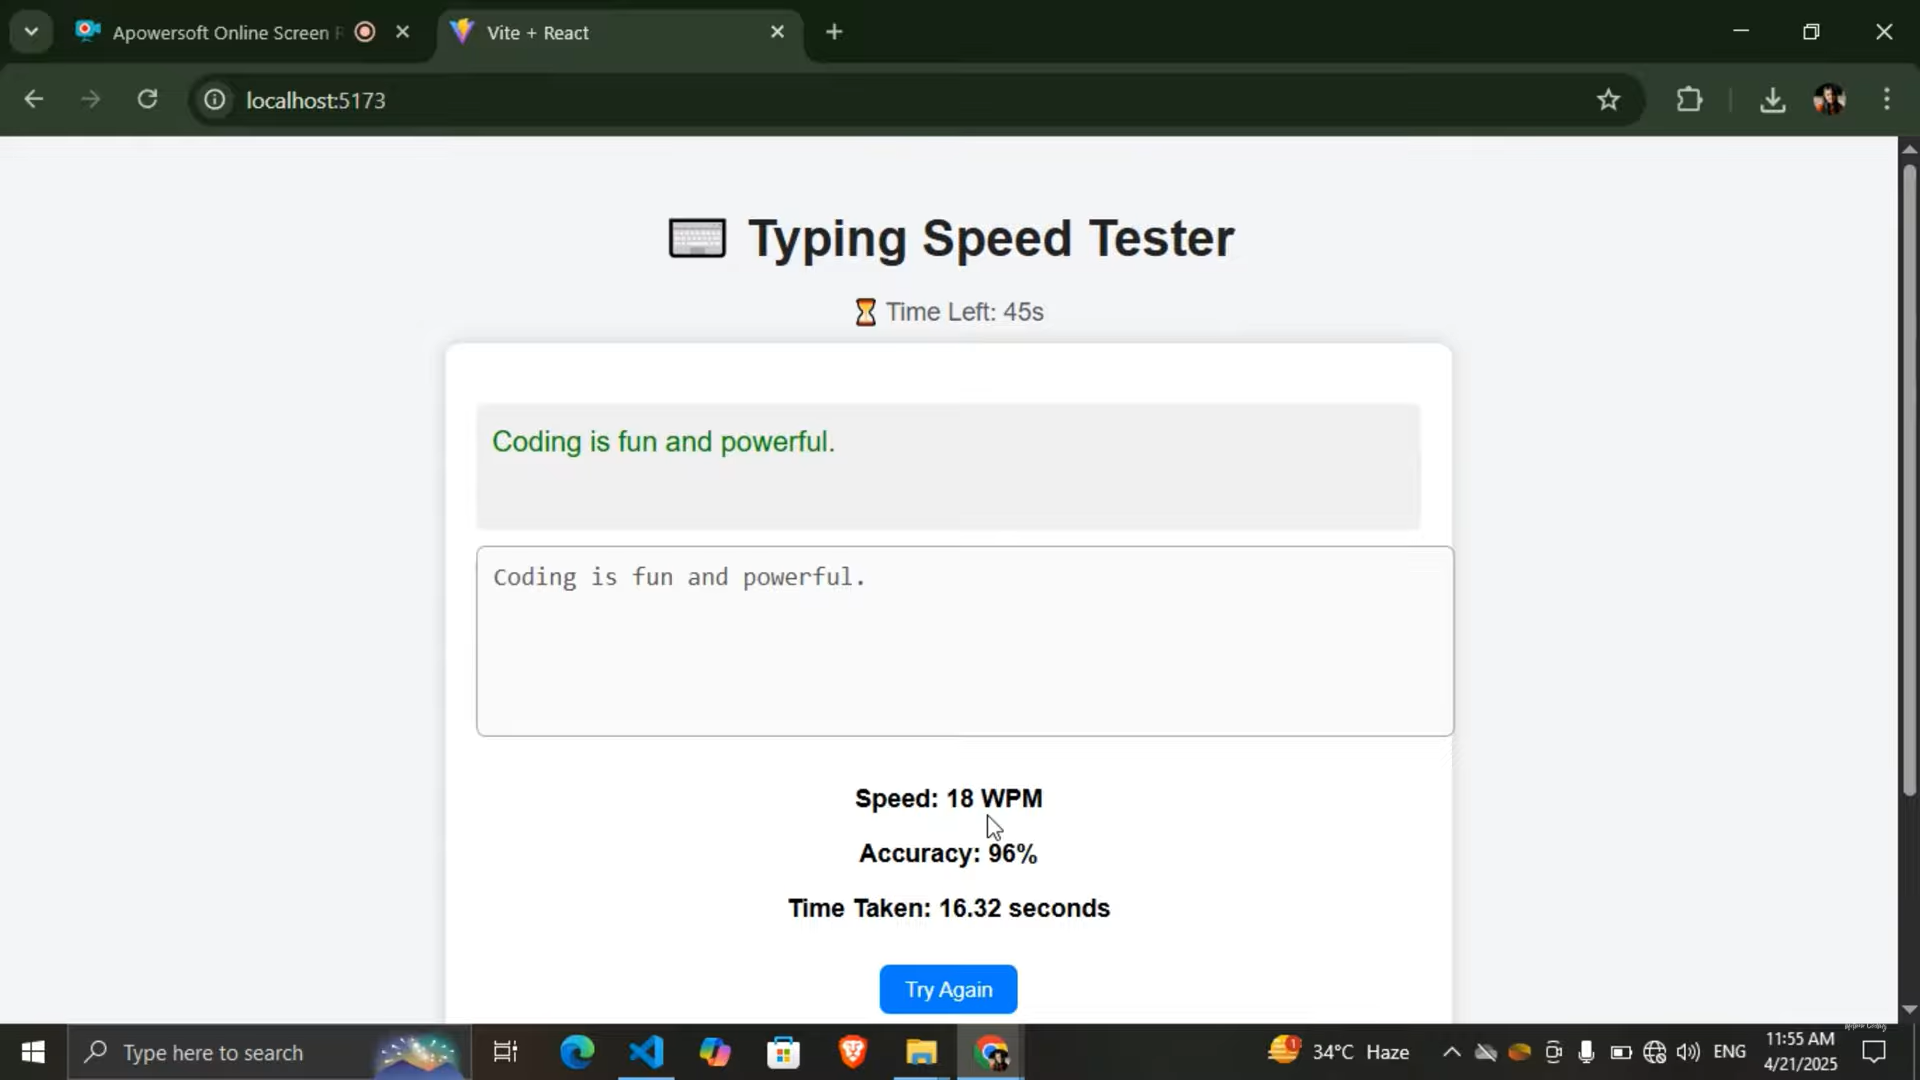 Apowersoft Online Screen R
Vite + React
localhost:5173
Typing Speed Tester
Time Left: 45s
Coding is fun and powerful.
Coding is fun and powerful.
Speed: 18 WPM
Accuracy: 96%
Time Taken: 16.32 seconds
Try Again
Type here to search
1
34°C Haze
ENG
11:55 AM
4/21/2025